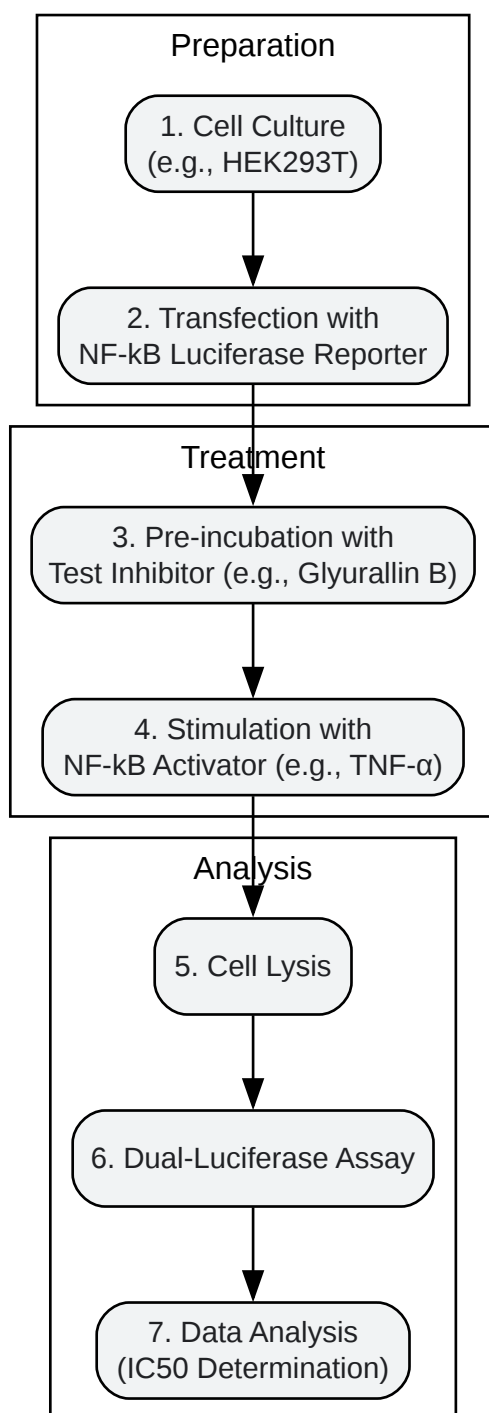 Preparation
1. Cell Culture
(e.g., HEK293T)
2. Transfection with
NF-kB Luciferase Reporter
Treatment
3. Pre-incubation with
Test Inhibitor (e.g., Glyurallin B)
4. Stimulation with
NF-kB Activator (e.g., TNF-α)
Analysis
5. Cell Lysis
6. Dual-Luciferase Assay
7. Data Analysis
(IC50 Determination)